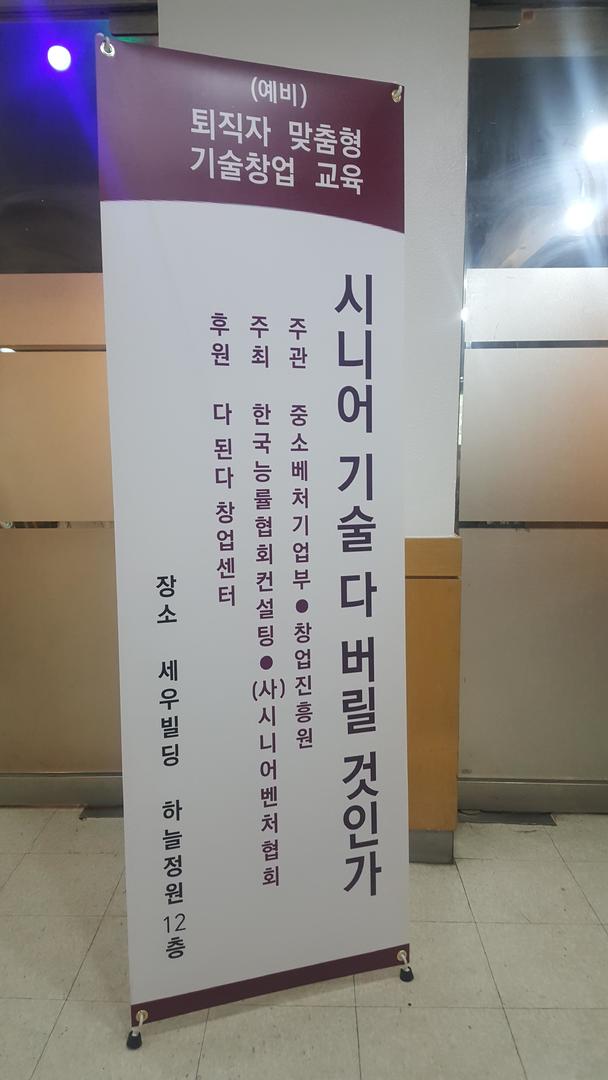 (예비)
퇴직자 맞춤형
기술창업 교육
시니어 기술 다 버릴 것인가
주관 중소베처기업부●창업진흥원
주최 한국능률협회컨설팅●(사)시니어벤처협회
후원 다 된다 창업센터
장소 세우빌딩 하늘정원 12층